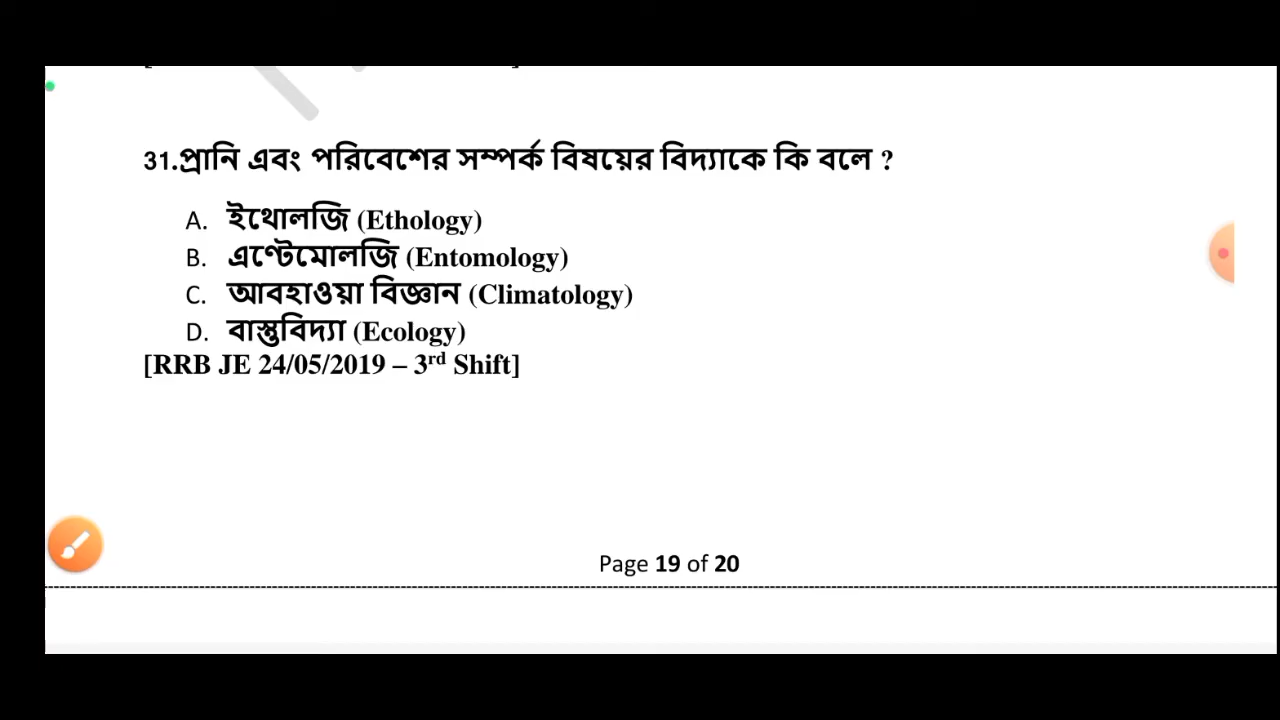 31.প্রানি এবং পরিবেশের সম্পর্ক বিষয়ের বিদ্যাকে কি বলে ?
A. ইথোলজি (Ethology)
B. এণ্টেমোলজি (Entomology)
C. আবহাওয়া বিজ্ঞান (Climatology)
D. বাস্তুবিদ্যা (Ecology)
[RRB JE 24/05/2019 – 3rd Shift]
Page 19 of 20